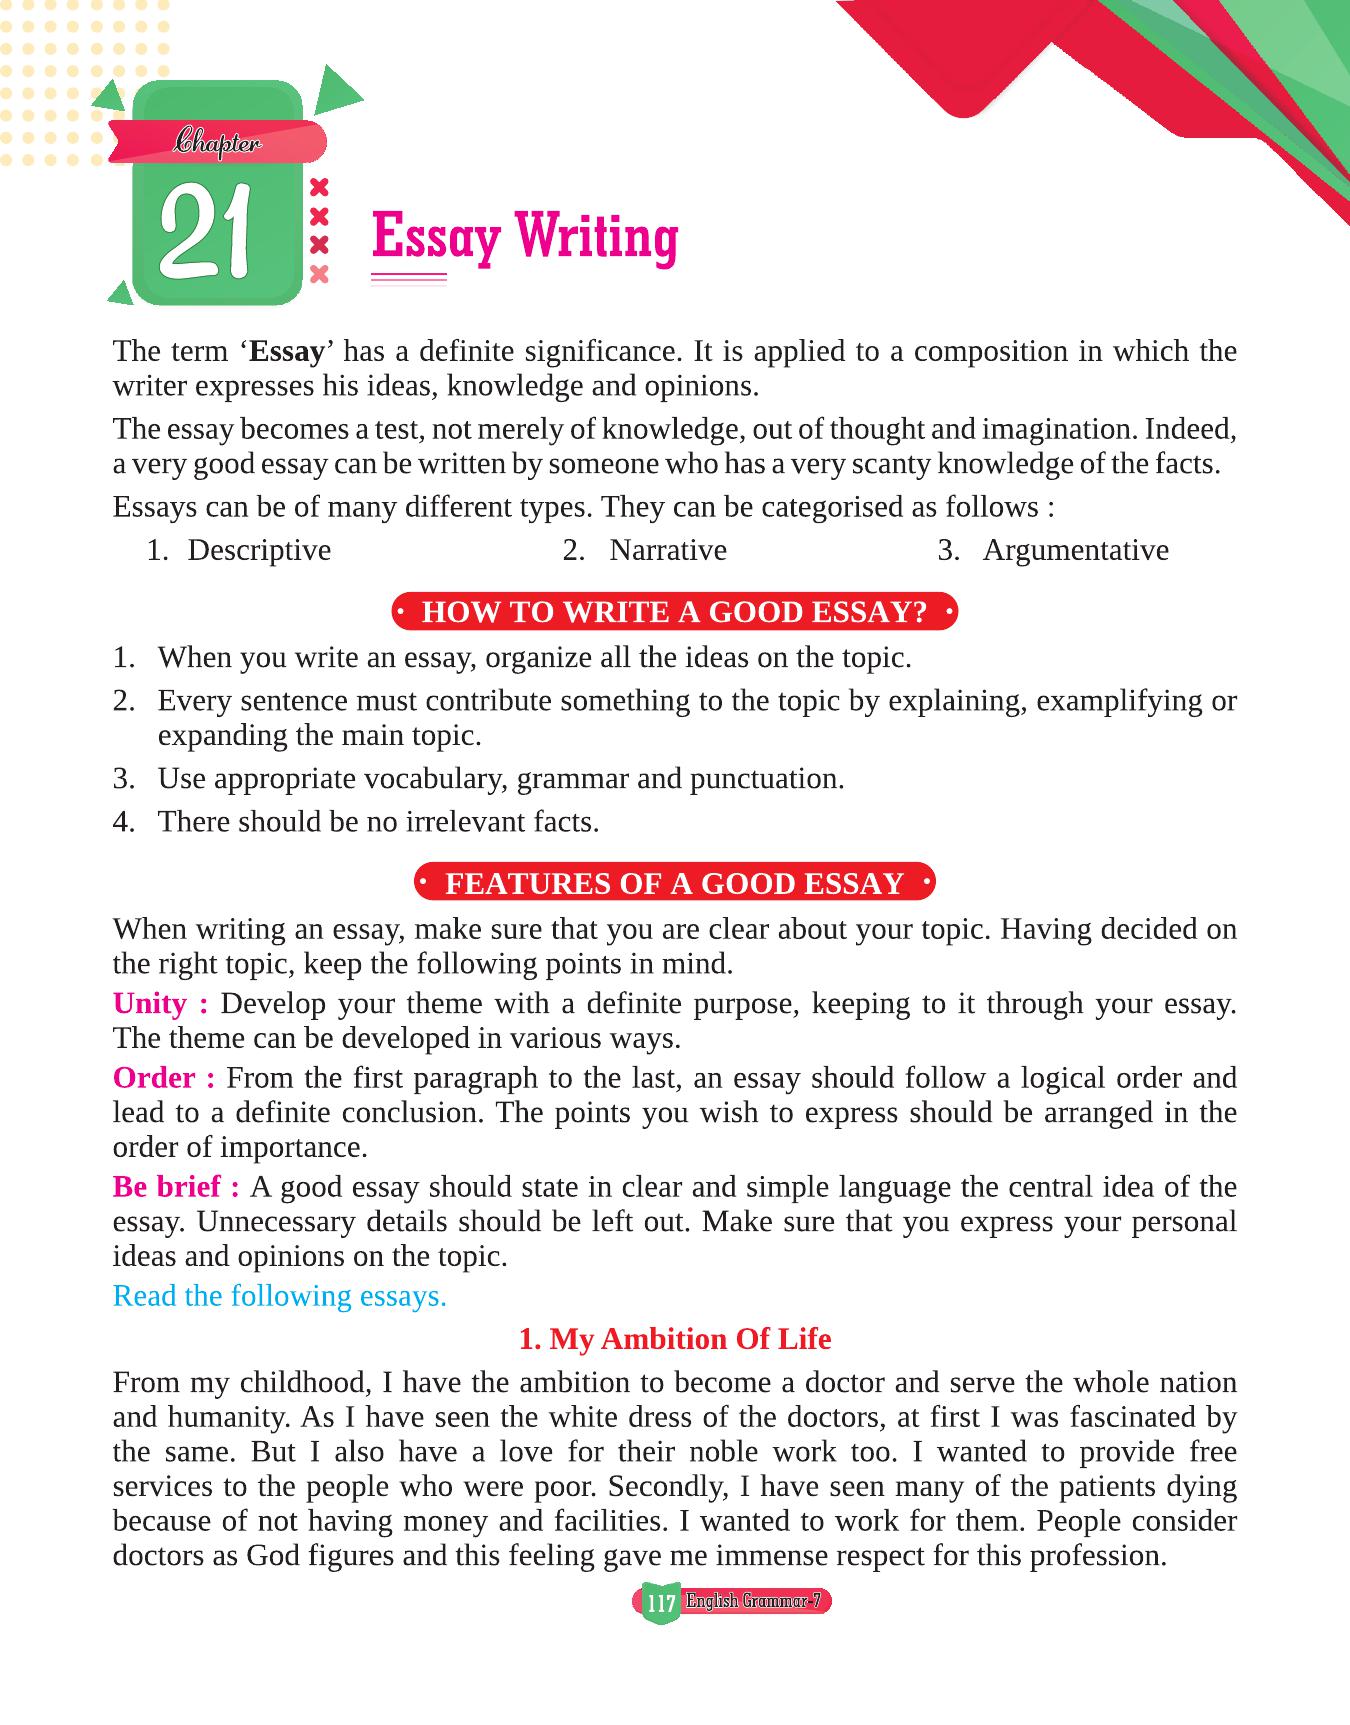 Chapter
21
Essay Writing
The term ‘Essay’ has a definite significance. It is applied to a composition in which the
writer expresses his ideas, knowledge and opinions.
The essay becomes a test, not merely of knowledge, out of thought and imagination. Indeed,
a very good essay can be written by someone who has a very scanty knowledge of the facts.
Essays can be of many different types. They can be categorised as follows :
1. Descriptive 2. Narrative 3. Argumentative
• HOW TO WRITE A GOOD ESSAY? •
1. When you write an essay, organize all the ideas on the topic.
2. Every sentence must contribute something to the topic by explaining, examplifying or
expanding the main topic.
3. Use appropriate vocabulary, grammar and punctuation.
4. There should be no irrelevant facts.
• FEATURES OF A GOOD ESSAY •
When writing an essay, make sure that you are clear about your topic. Having decided on
the right topic, keep the following points in mind.
Unity : Develop your theme with a definite purpose, keeping to it through your essay.
The theme can be developed in various ways.
Order : From the first paragraph to the last, an essay should follow a logical order and
lead to a definite conclusion. The points you wish to express should be arranged in the
order of importance.
Be brief : A good essay should state in clear and simple language the central idea of the
essay. Unnecessary details should be left out. Make sure that you express your personal
ideas and opinions on the topic.
Read the following essays.
1. My Ambition Of Life
From my childhood, I have the ambition to become a doctor and serve the whole nation
and humanity. As I have seen the white dress of the doctors, at first I was fascinated by
the same. But I also have a love for their noble work too. I wanted to provide free
services to the people who were poor. Secondly, I have seen many of the patients dying
because of not having money and facilities. I wanted to work for them. People consider
doctors as God figures and this feeling gave me immense respect for this profession.
117 English Grammar-7